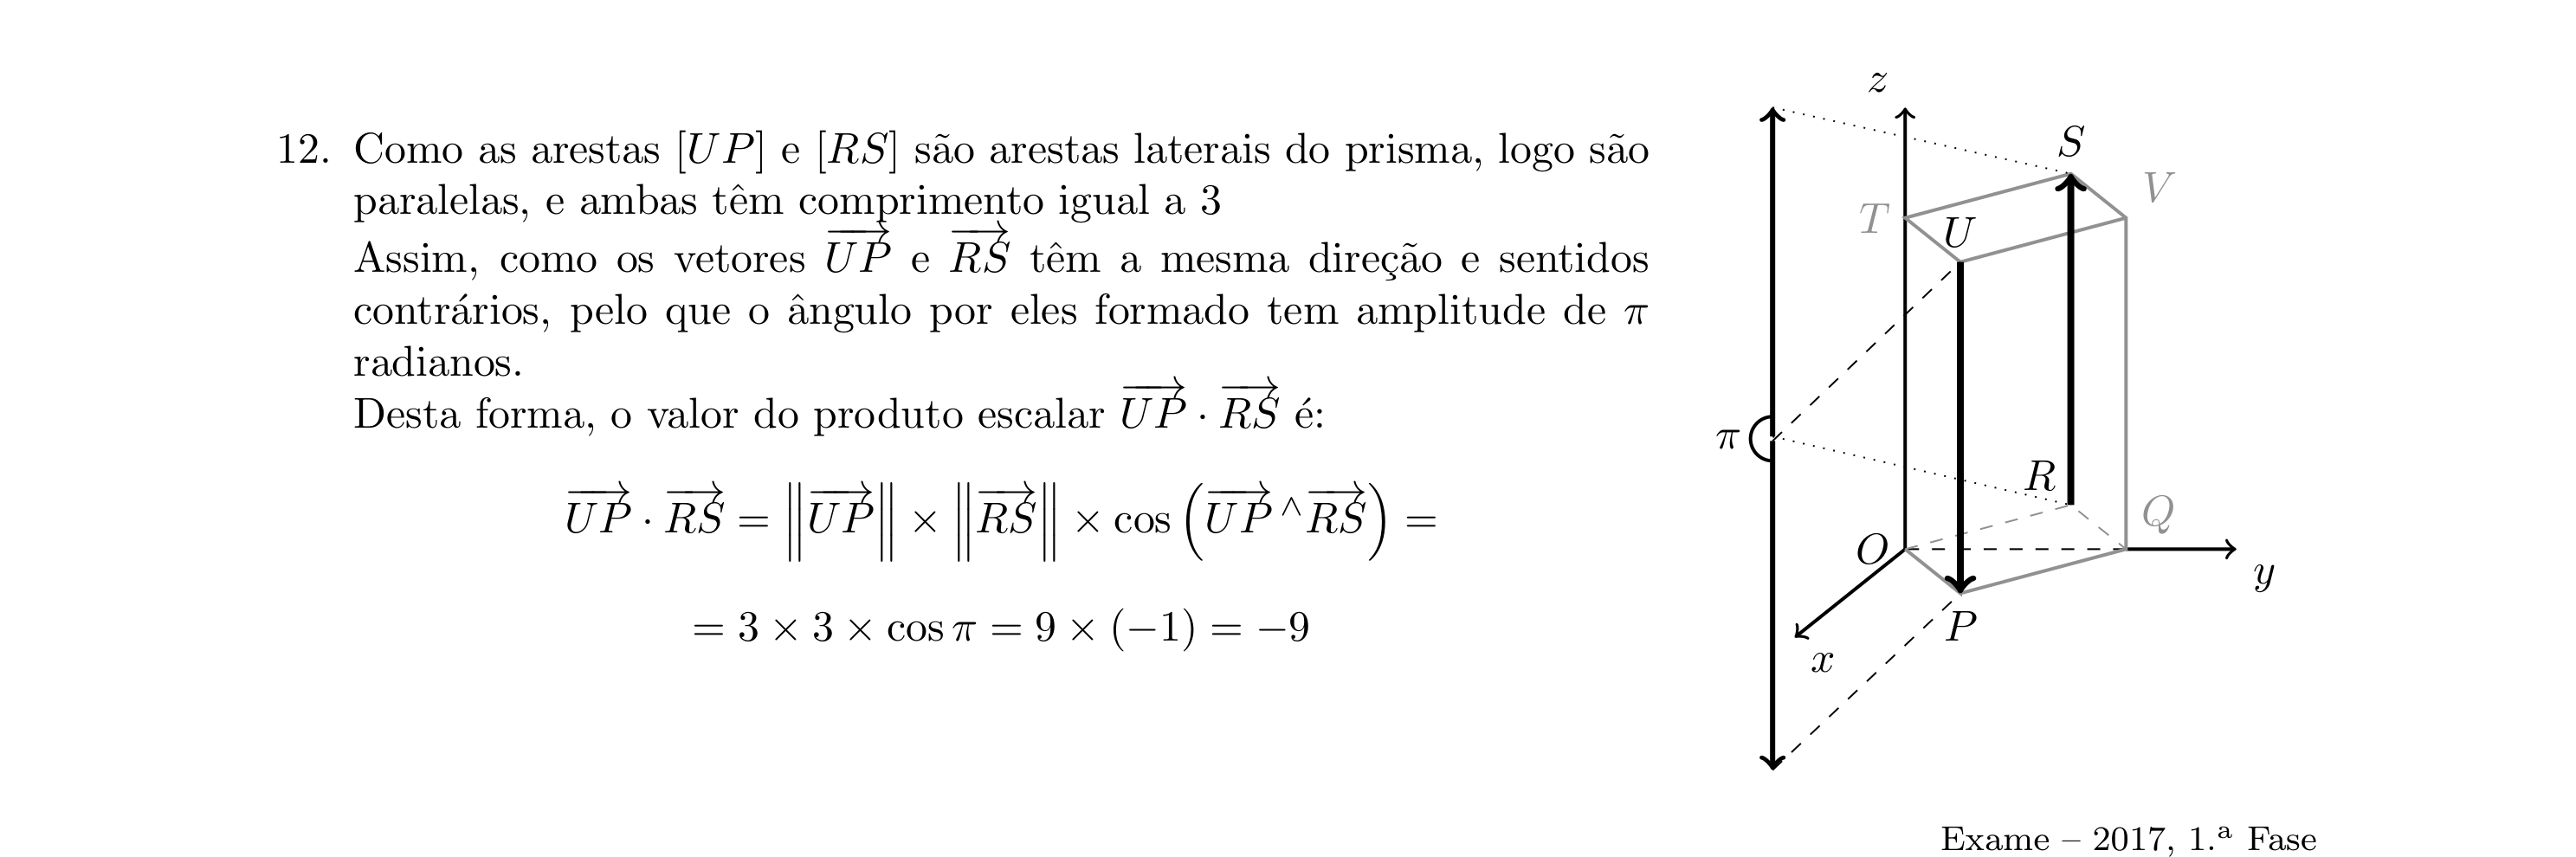 12. Como as arestas [UP] e [RS] são arestas laterais do prisma, logo são
paralelas, e ambas têm comprimento igual a 3
Assim, como os vetores $\overrightarrow{UP}$ e $\overrightarrow{RS}$ têm a mesma direção e sentidos
contrários, pelo que o ângulo por eles formado tem amplitude de π
radianos.
Desta forma, o valor do produto escalar $\overrightarrow{UP} \cdot \overrightarrow{RS}$ é:
$\overrightarrow{UP} \cdot \overrightarrow{RS} = \left\|\overrightarrow{UP}\right\| \times \left\|\overrightarrow{RS}\right\| \times \cos\left(\overrightarrow{UP} \,{}^\wedge \overrightarrow{RS}\right) =$
$= 3 \times 3 \times \cos \pi = 9 \times (-1) = -9$
z
S
V
T
U
π
R
Q
O
y
P
x
Exame – 2017, 1.ª Fase